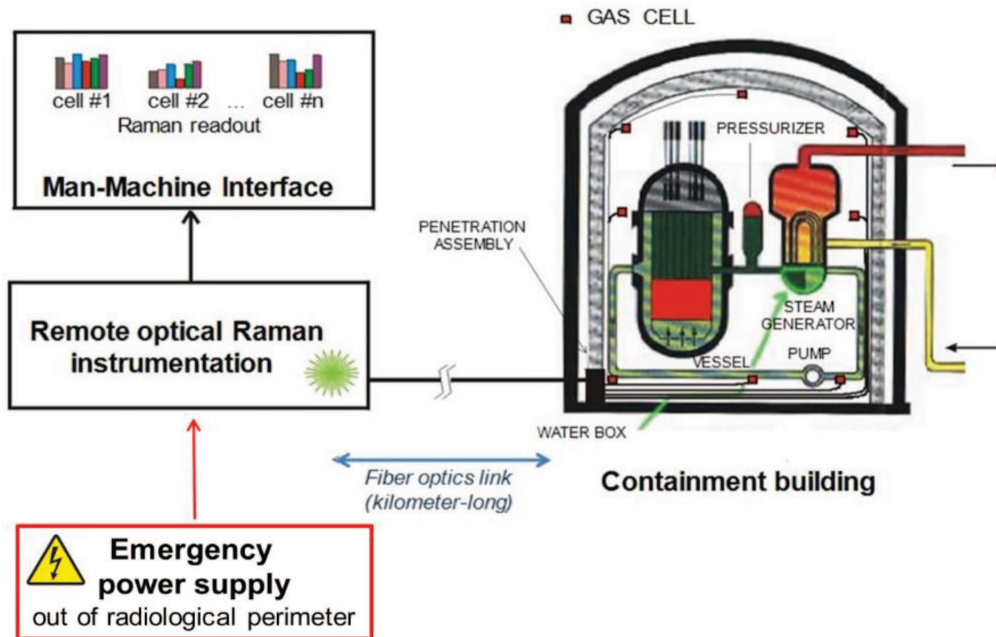 GAS CELL
cell #1 cell #2 ... cell #n
Raman readout
Man-Machine Interface
Remote optical Raman
instrumentation
Emergency
power supply
out of radiological perimeter
Fiber optics link
(kilometer-long)
PENETRATION
ASSEMBLY
PRESSURIZER
STEAM
GENERATOR
VESSEL
PUMP
WATER BOX
Containment building